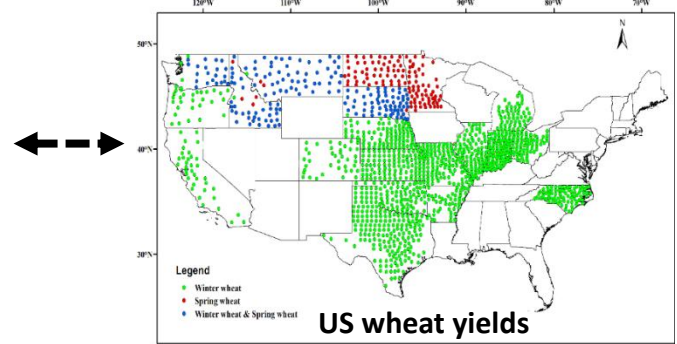 120°W 110°W 100°W 90°W 80°W 70°W
N
50°N
40°N
30°N
Legend
Winter wheat
Spring wheat
Winter wheat & Spring wheat
US wheat yields